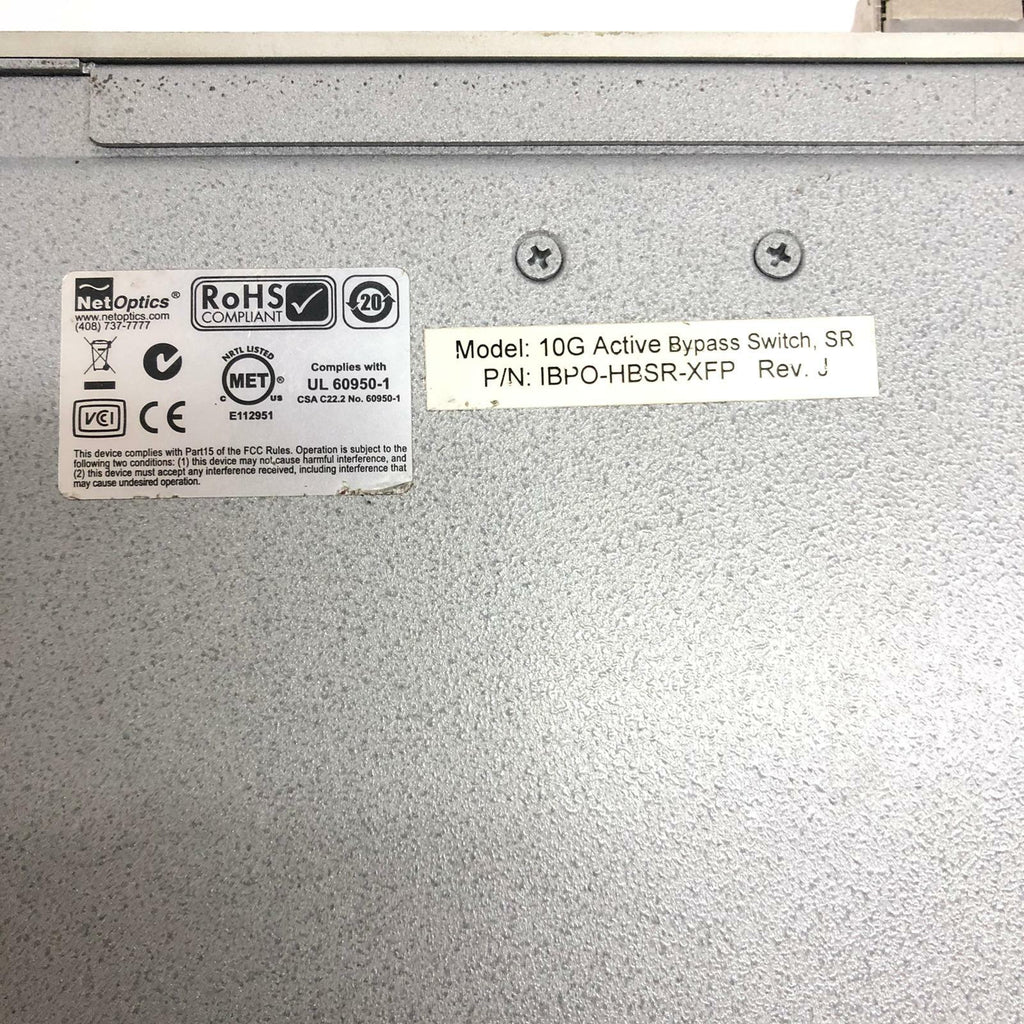 NetOptics®
www.netoptics.com
(408) 737-7777
RoHS
COMPLIANT
20
NRTL LISTED
MET®
C US
E112951
Complies with
UL 60950-1
CSA C22.2 No. 60950-1
VCI
CE
This device complies with Part15 of the FCC Rules. Operation is subject to the
following two conditions: (1) this device may not cause harmful interference, and
(2) this device must accept any interference received, including interference that
may cause undesired operation.
Model: 10G Active Bypass Switch, SR
P/N: IBPO-HBSR-XFP Rev. J